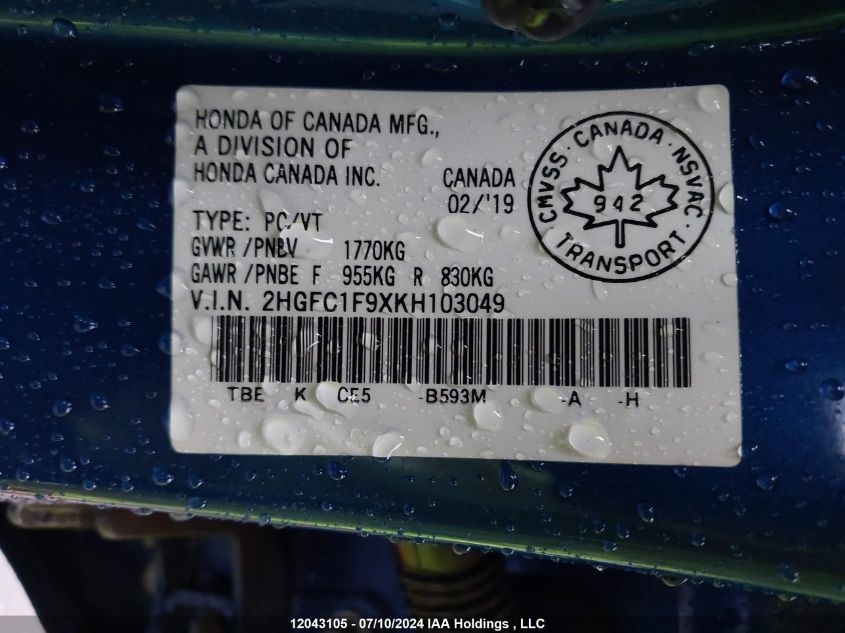 HONDA OF CANADA MFG.,
A DIVISION OF
HONDA CANADA INC.
CANADA
02/'19
CMVSS · CANADA · NSVAC · TRANSPORT
942
TYPE: PC/VT
GVWR /PNBV 1770KG
GAWR /PNBE F 955KG R 830KG
V.I.N. 2HGFC1F9XKH103049
TBE K CE5 -B593M -A -H
12043105 - 07/10/2024 IAA Holdings , LLC